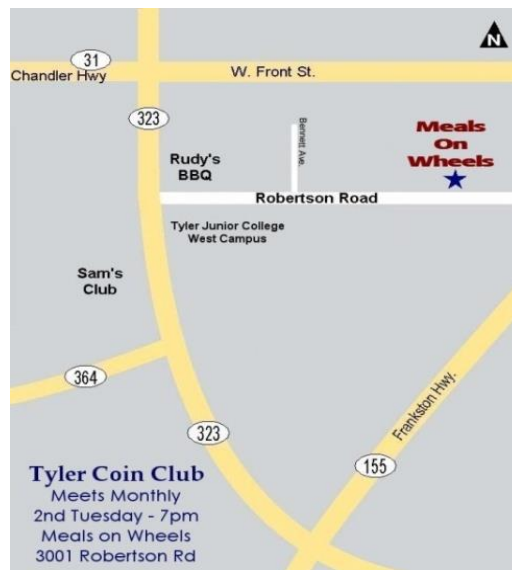 N
31
Chandler Hwy
W. Front St.
323
Bennett Ave.
Meals
On
Wheels
Rudy's
BBQ
Robertson Road
Tyler Junior College
West Campus
Sam's
Club
364
323
Frankston Hwy.
155
Tyler Coin Club
Meets Monthly
2nd Tuesday - 7pm
Meals on Wheels
3001 Robertson Rd